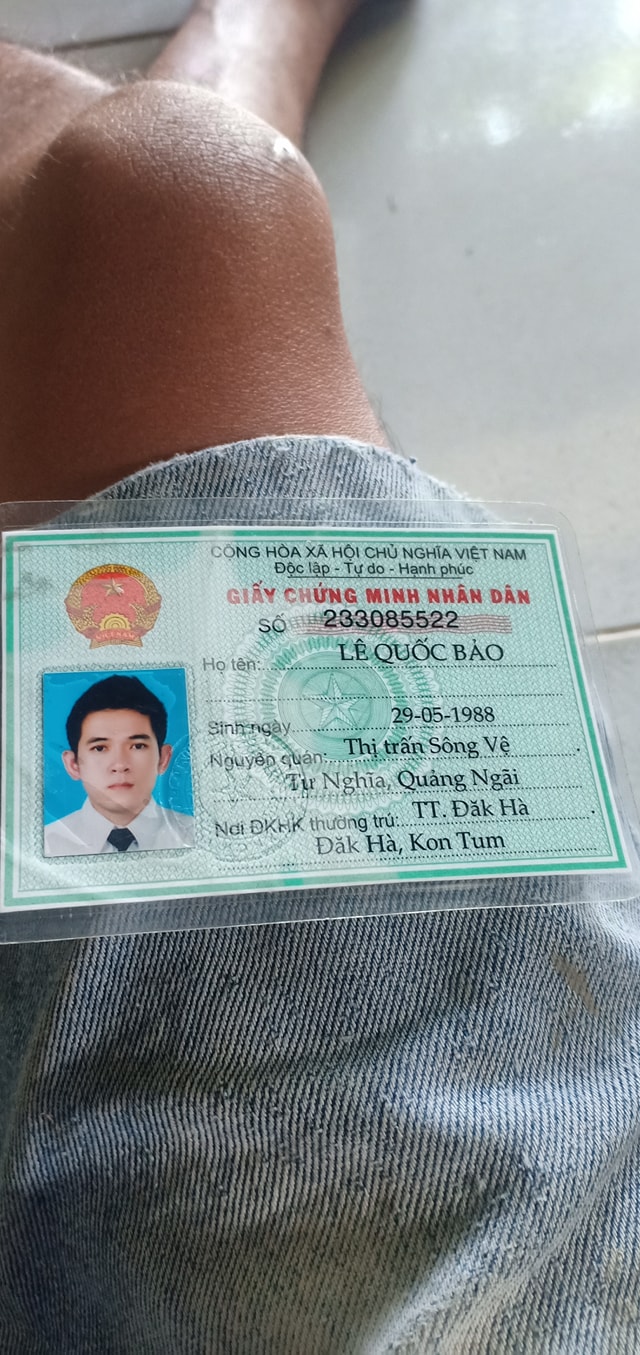 CỘNG HÒA XÃ HỘI CHỦ NGHĨA VIỆT NAM
Độc lập - Tự do - Hạnh phúc
GIẤY CHỨNG MINH NHÂN DÂN
SỐ 233085522
Họ tên: LÊ QUỐC BẢO
Sinh ngày 29-05-1988
Nguyên quán: Thị trấn Sông Vệ
Tư Nghĩa, Quảng Ngãi
Nơi ĐKHK thường trú: TT. Đăk Hà
Đăk Hà, Kon Tum
VIỆT NAM